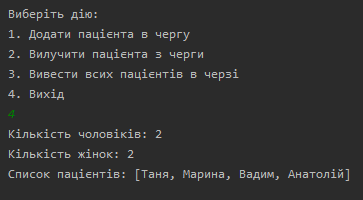 Виберіть дію:
1. Додати пацієнта в чергу
2. Вилучити пацієнта з черги
3. Вивести всих пацієнтів в черзі
4. Вихід
4
Кількість чоловіків: 2
Кількість жінок: 2
Список пацієнтів: [Таня, Марина, Вадим, Анатолій]